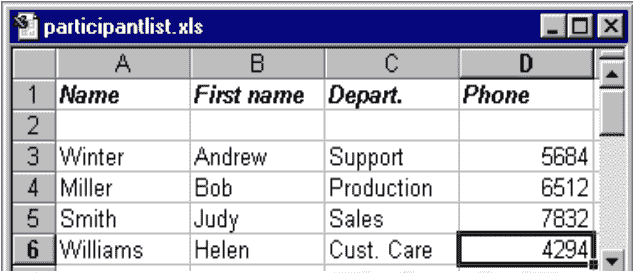 participantlist.xls
A B C D
1 Name First name Depart. Phone
2
3 Winter Andrew Support 5684
4 Miller Bob Production 6512
5 Smith Judy Sales 7832
6 Williams Helen Cust. Care 4294